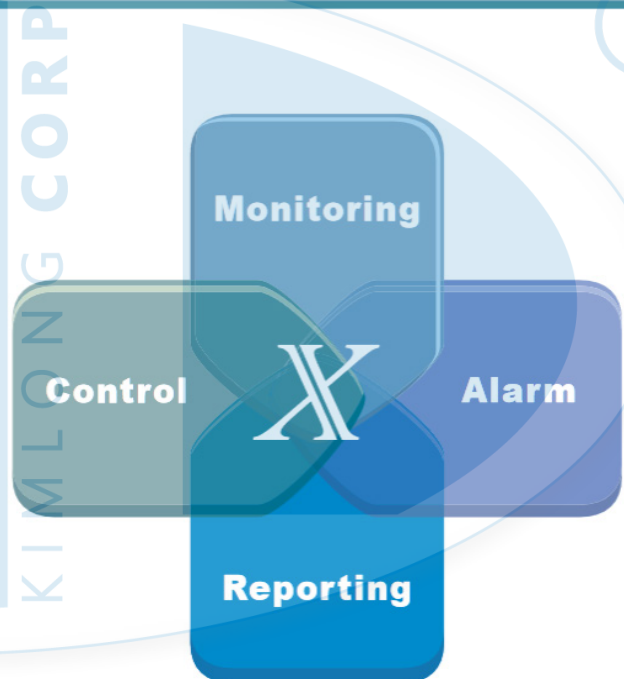 KIMLONG CORP
Monitoring
Control
X
Alarm
Reporting